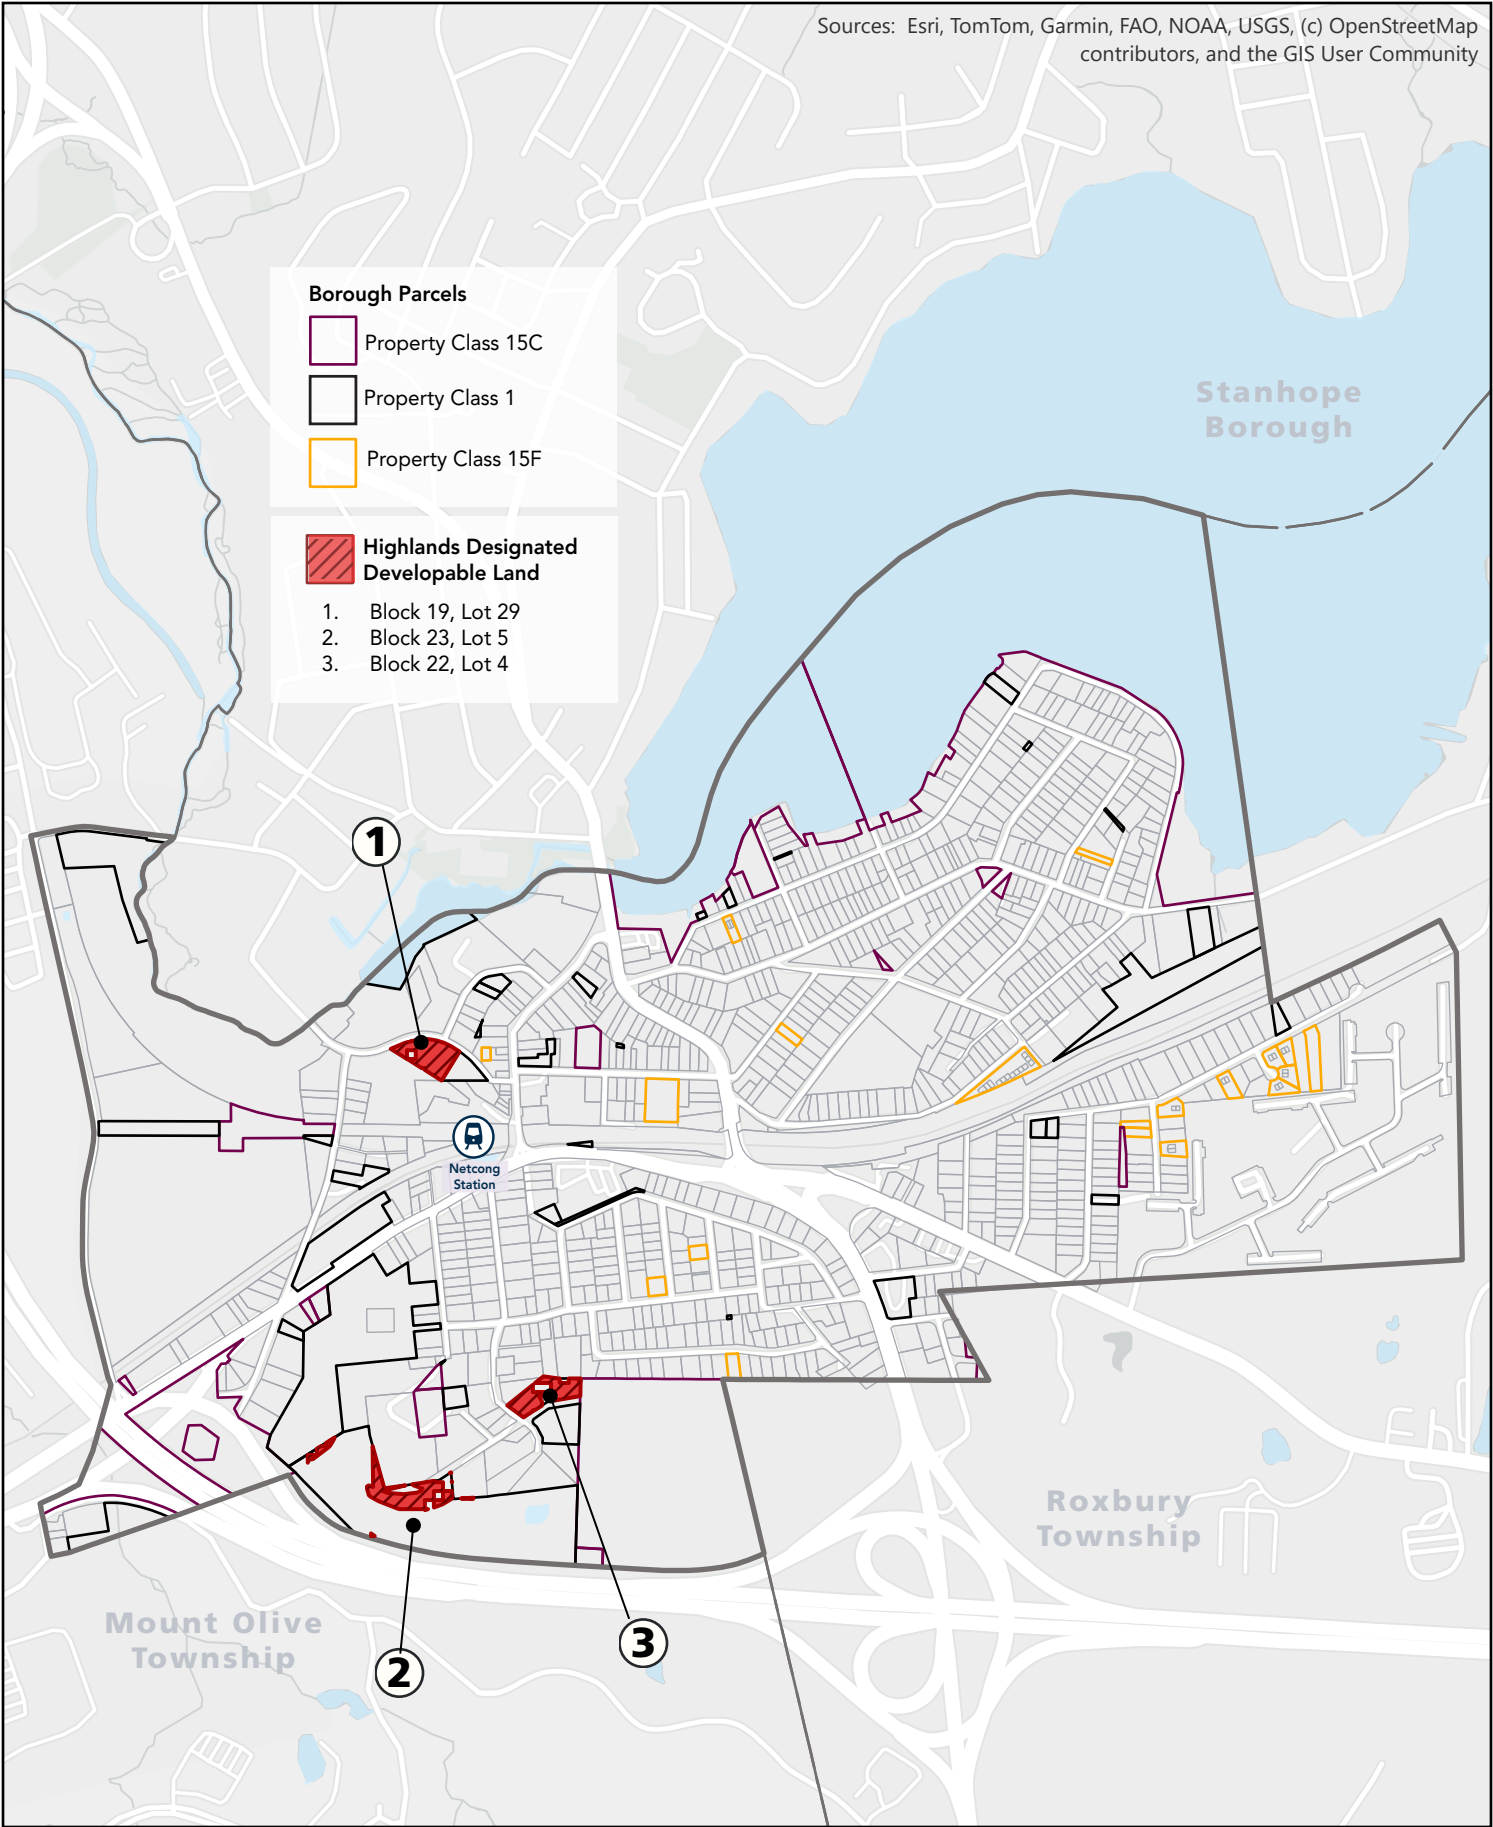 Sources: Esri, TomTom, Garmin, FAO, NOAA, USGS, (c) OpenStreetMap
contributors, and the GIS User Community
Borough Parcels
Property Class 15C
Property Class 1
Property Class 15F
Highlands Designated
Developable Land
1. Block 19, Lot 29
2. Block 23, Lot 5
3. Block 22, Lot 4
Stanhope
Borough
1
Netcong
Station
Roxbury
Township
Mount Olive
Township
3
2